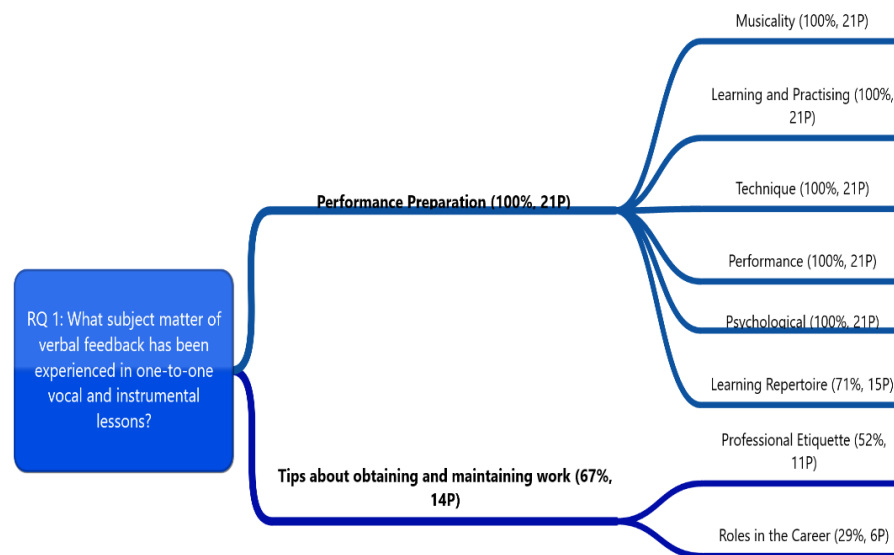 RQ 1: What subject matter of
verbal feedback has been
experienced in one-to-one
vocal and instrumental
lessons?
Performance Preparation (100%, 21P)
Musicality (100%, 21P)
Learning and Practising (100%,
21P)
Technique (100%, 21P)
Performance (100%, 21P)
Psychological (100%, 21P)
Learning Repertoire (71%, 15P)
Tips about obtaining and maintaining work (67%,
14P)
Professional Etiquette (52%,
11P)
Roles in the Career (29%, 6P)